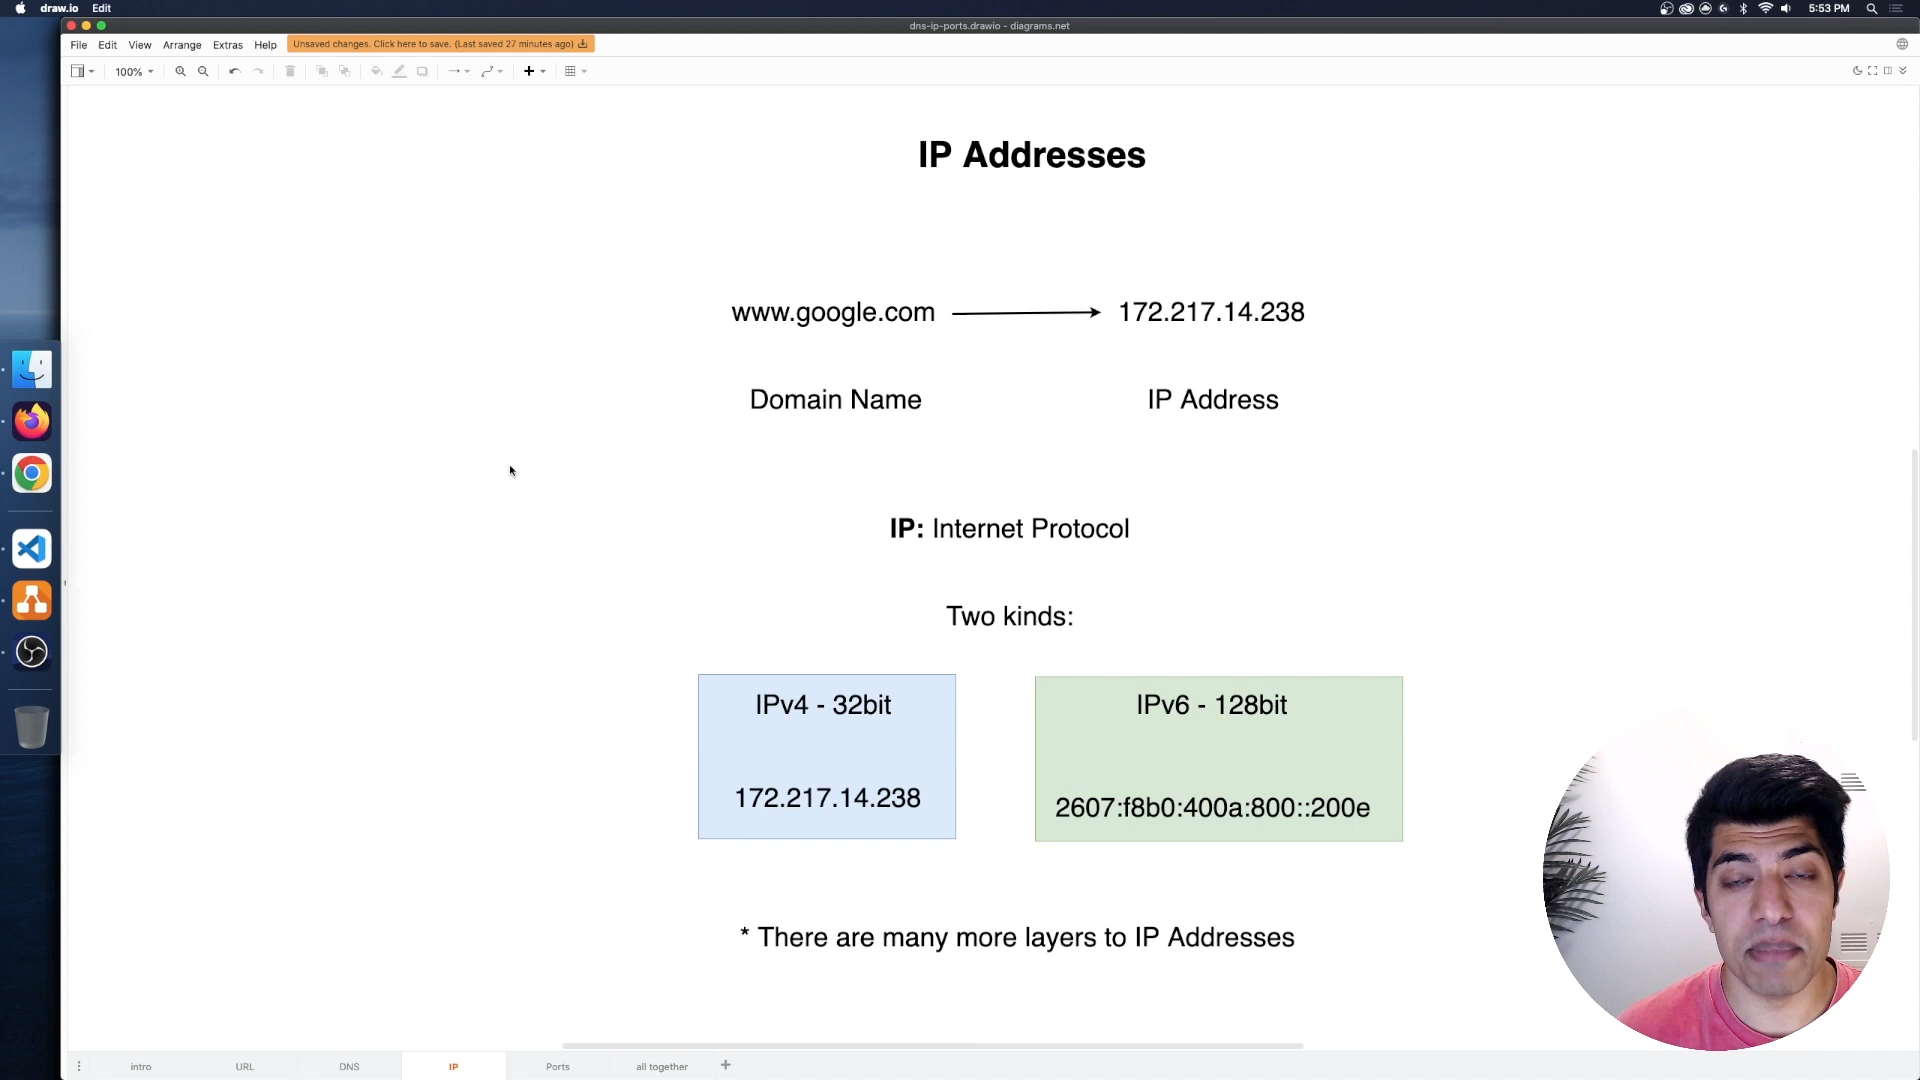 draw.io Edit
5:53 PM
dns-ip-ports.drawio - diagrams.net
File Edit View Arrange Extras Help Unsaved changes. Click here to save. (Last saved 27 minutes ago)
100%
IP Addresses
www.google.com 172.217.14.238
Domain Name IP Address
IP: Internet Protocol
Two kinds:
IPv4 - 32bit IPv6 - 128bit
172.217.14.238 2607:f8b0:400a:800::200e
* There are many more layers to IP Addresses
intro URL DNS IP Ports all together